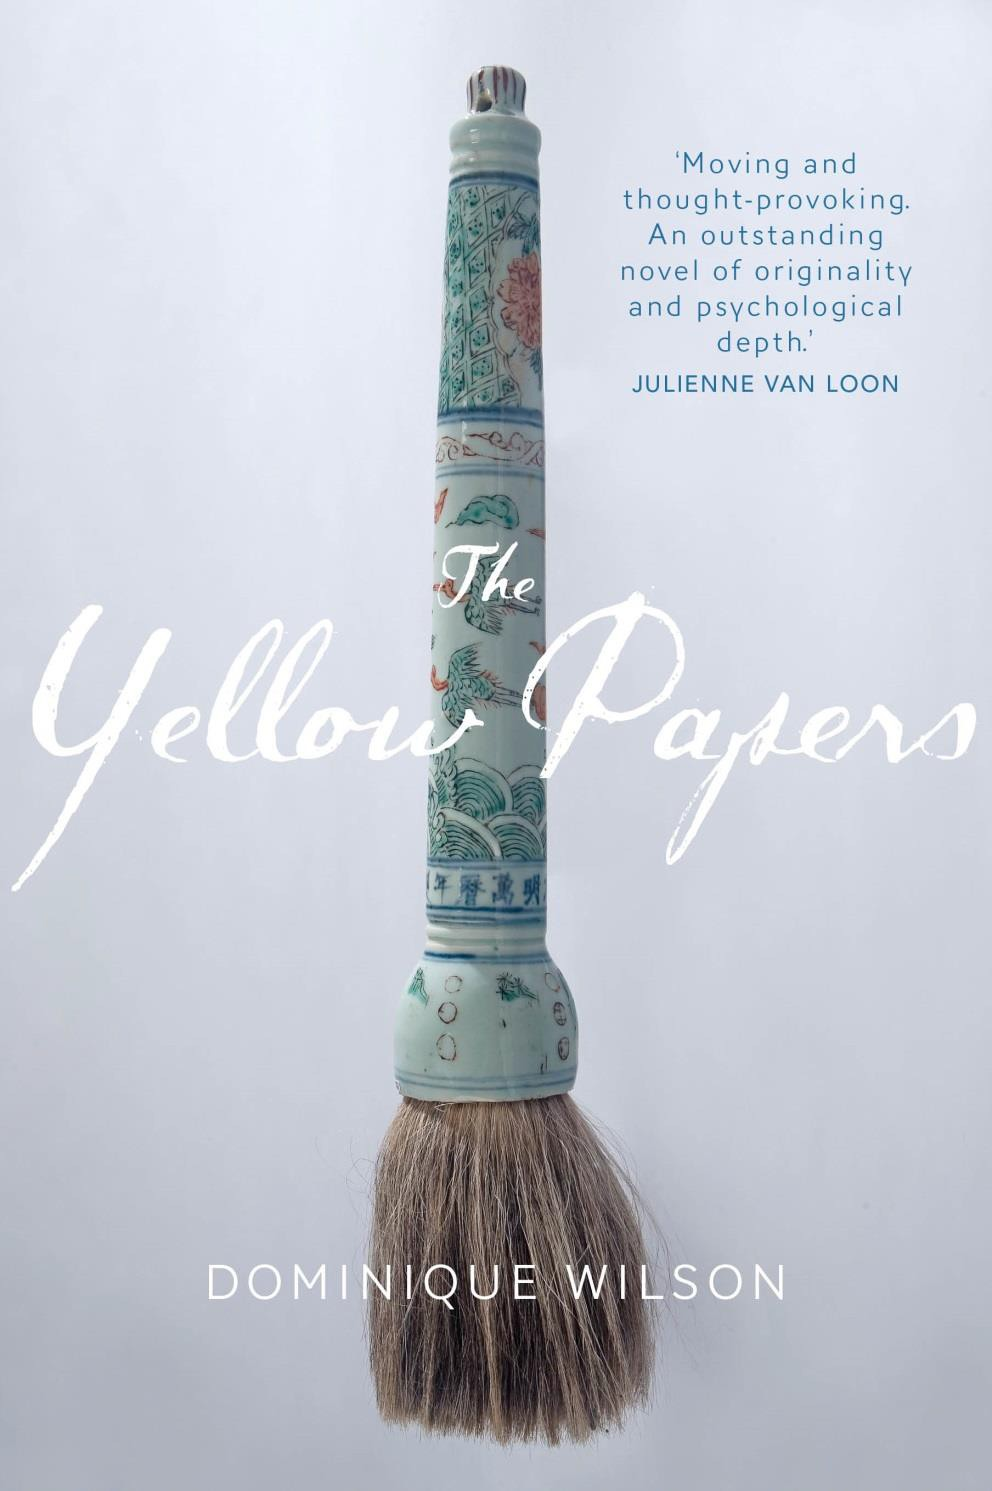 'Moving and
thought-provoking.
An outstanding
novel of originality
and psychological
depth.'
JULIENNE VAN LOON
The
Yellow Papers
明萬曆年
DOMINIQUE WILSON